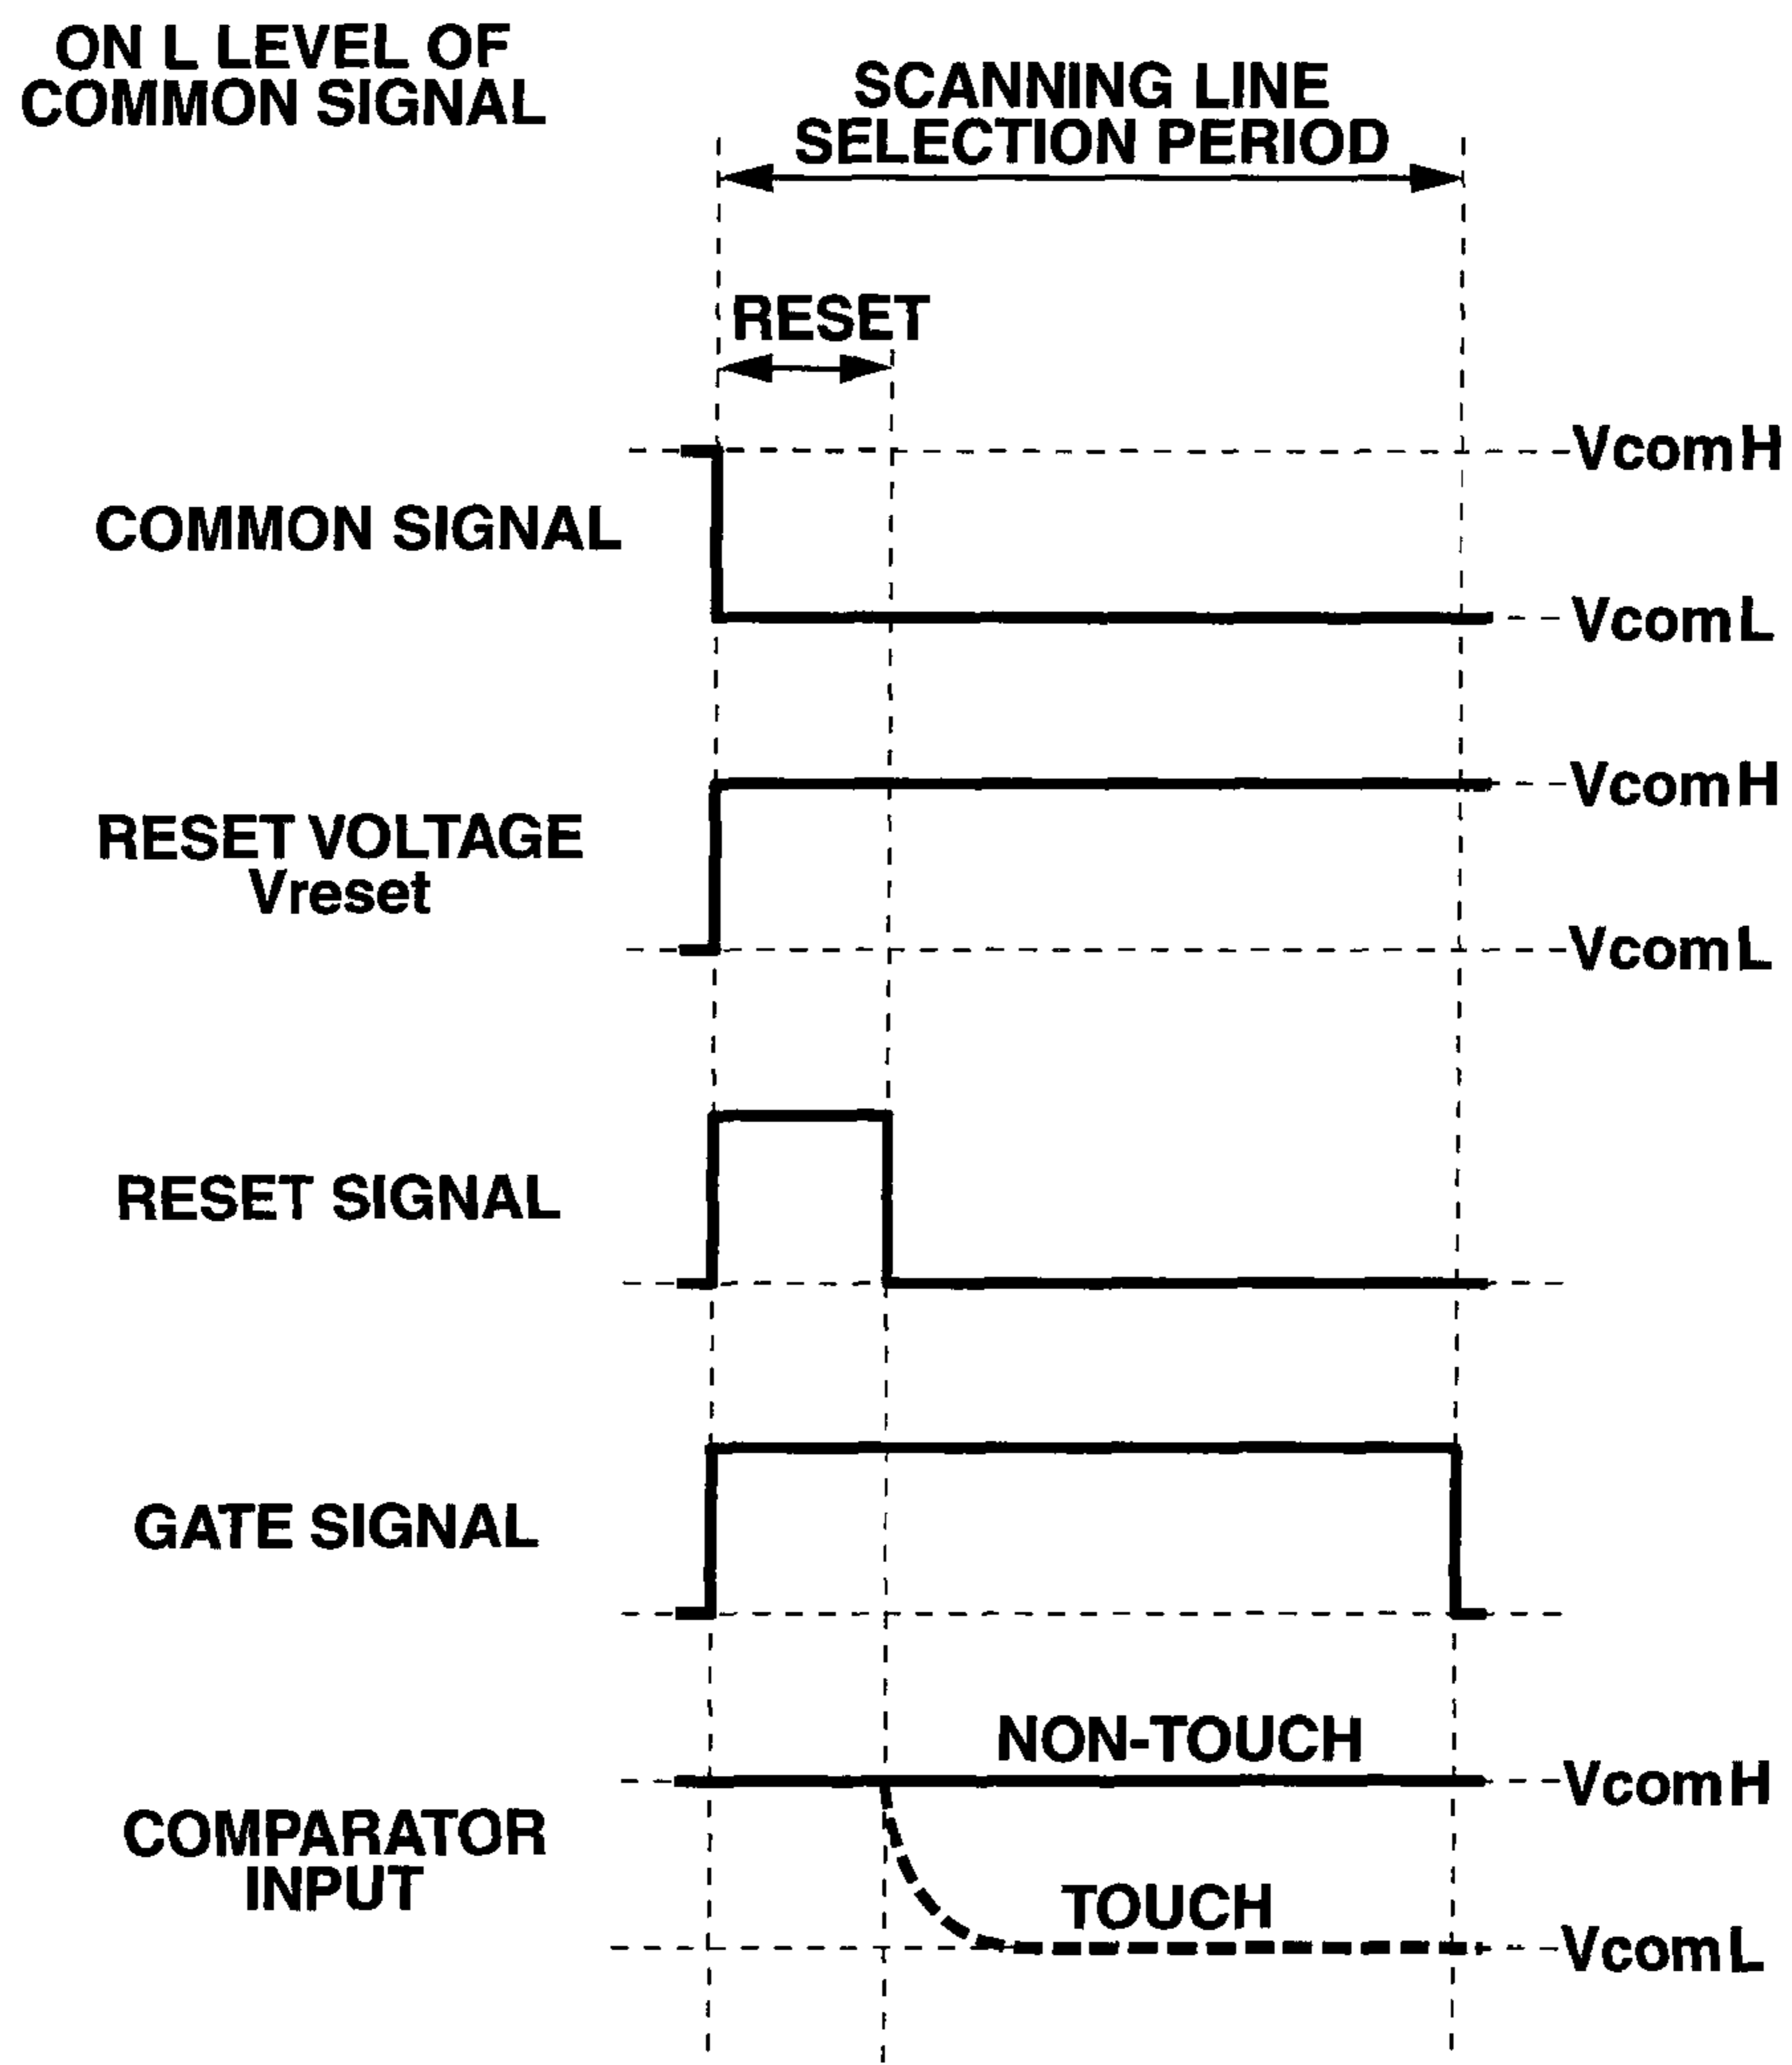 ON L LEVEL OF
COMMON SIGNAL
SCANNING LINE
SELECTION PERIOD
RESET
VcomH
COMMON SIGNAL
VcomL
VcomH
RESET VOLTAGE
Vreset
VcomL
RESET SIGNAL
GATE SIGNAL
NON-TOUCH
VcomH
COMPARATOR
INPUT
TOUCH
VcomL